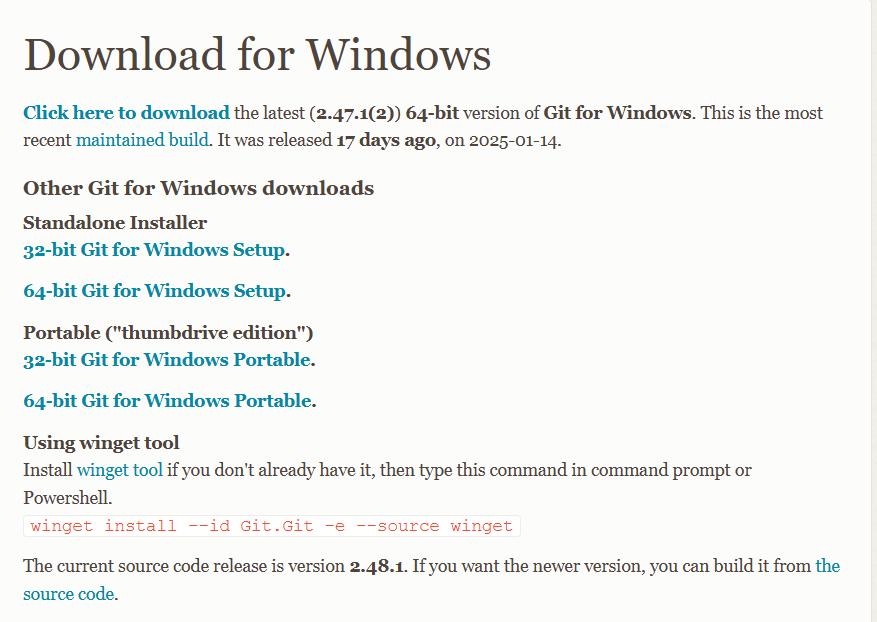 Download for Windows
Click here to download the latest (2.47.1(2)) 64-bit version of Git for Windows. This is the most
recent maintained build. It was released 17 days ago, on 2025-01-14.
Other Git for Windows downloads
Standalone Installer
32-bit Git for Windows Setup.
64-bit Git for Windows Setup.
Portable ("thumbdrive edition")
32-bit Git for Windows Portable.
64-bit Git for Windows Portable.
Using winget tool
Install winget tool if you don't already have it, then type this command in command prompt or
Powershell.
winget install --id Git.Git -e --source winget
The current source code release is version 2.48.1. If you want the newer version, you can build it from the
source code.